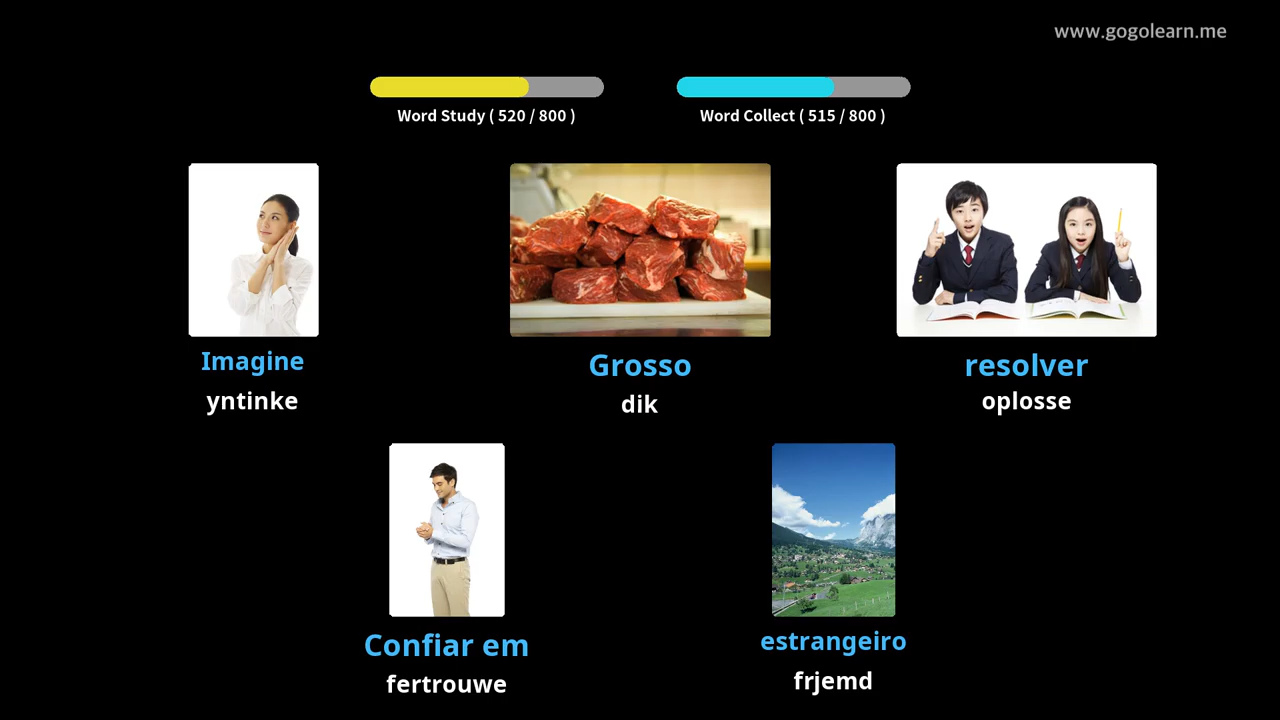 www.gogolearn.me
Word Study ( 520 / 800 )
Word Collect ( 515 / 800 )
Imagine
yntinke
Grosso
dik
resolver
oplosse
Confiar em
fertrouwe
estrangeiro
frjemd